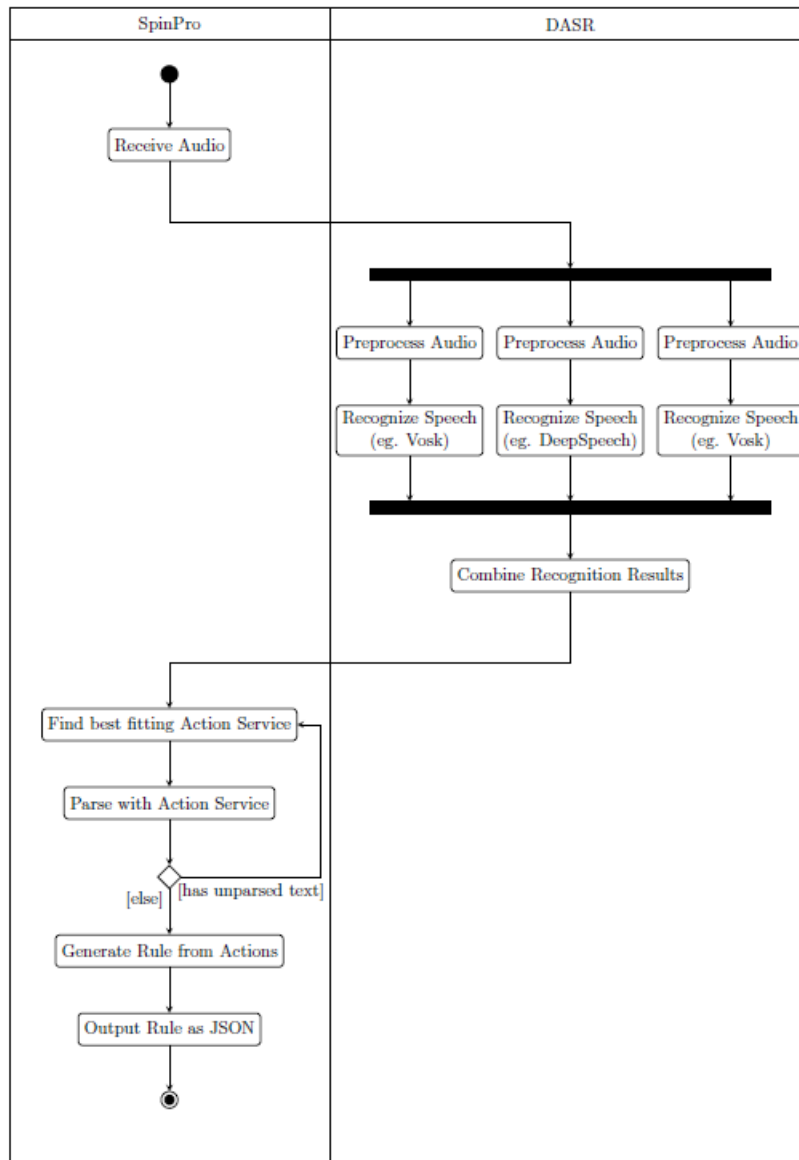 SpinPro
DASR
Receive Audio
Preprocess Audio
Preprocess Audio
Preprocess Audio
Recognize Speech
(eg. Vosk)
Recognize Speech
(eg. DeepSpeech)
Recognize Speech
(eg. Vosk)
Combine Recognition Results
Find best fitting Action Service
Parse with Action Service
[has unparsed text]
[else]
Generate Rule from Actions
Output Rule as JSON